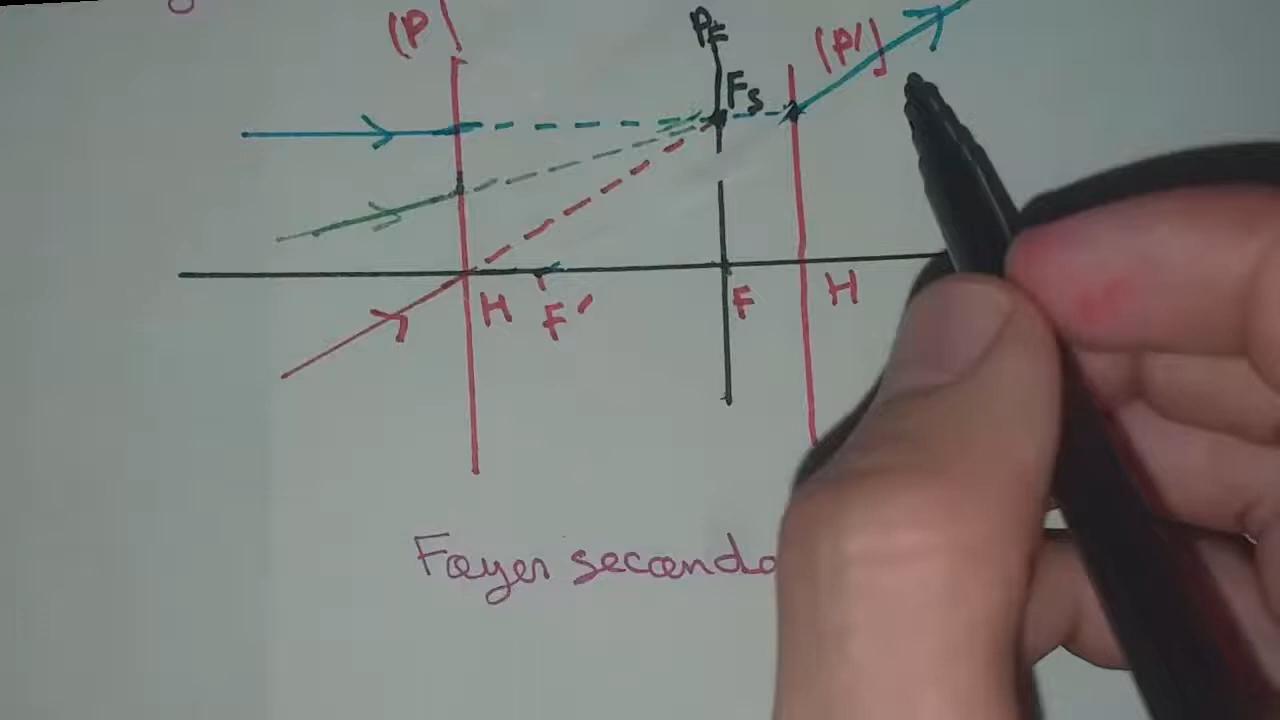 (P)
PF
Fs
[P']
H
F'
F
H
Foyer seconda